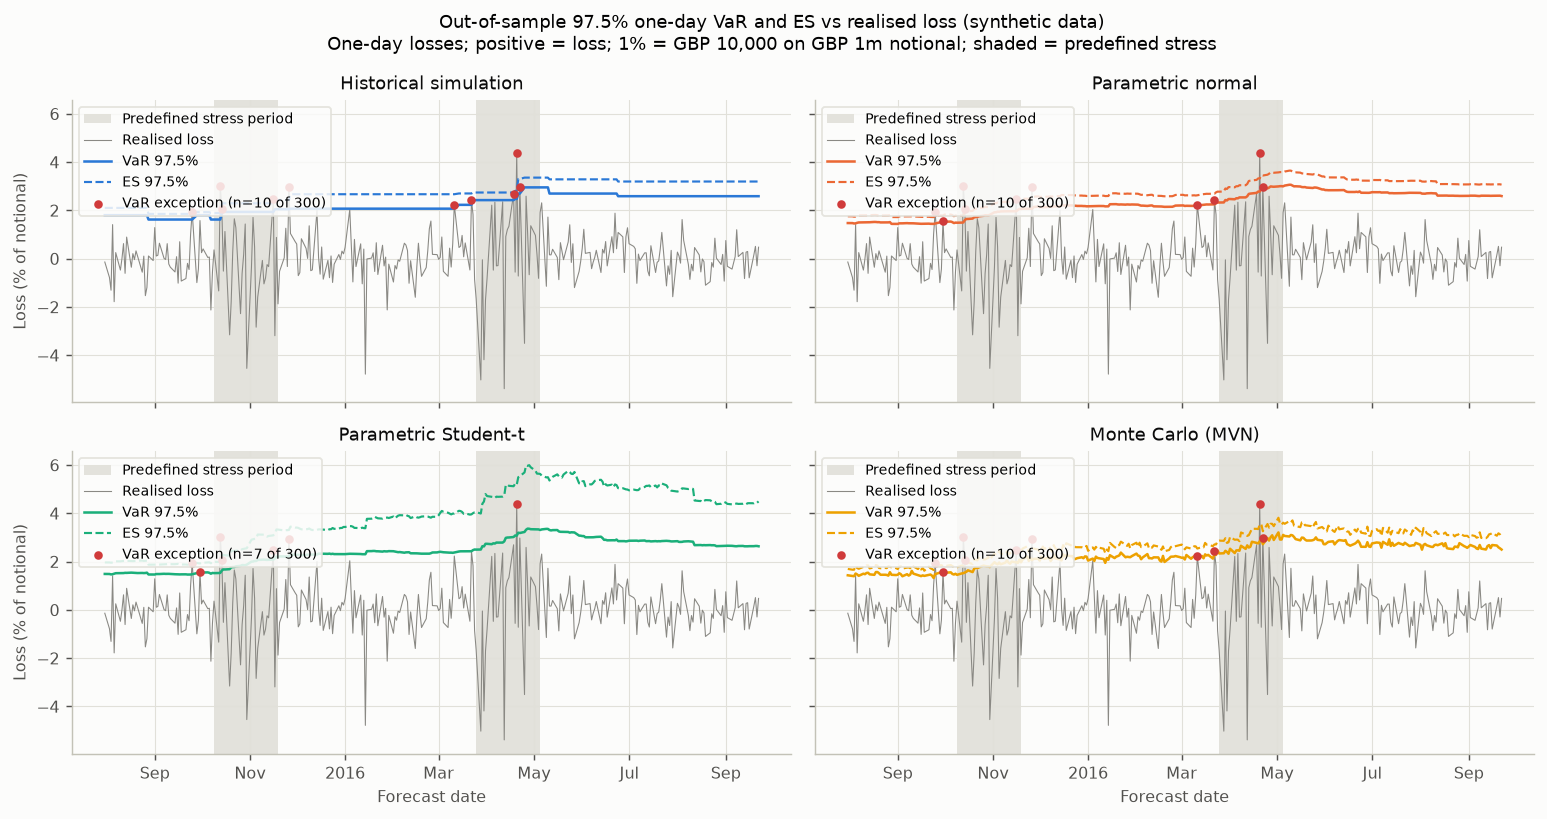 Out-of-sample 97.5% one-day VaR and ES vs realised loss (synthetic data)
One-day losses; positive = loss; 1% = GBP 10,000 on GBP 1m notional; shaded = predefined stress
Historical simulation
Loss (% of notional)
6
4
2
0
−2
−4
Predefined stress period
Realised loss
VaR 97.5%
ES 97.5%
VaR exception (n=10 of 300)
Parametric normal
Predefined stress period
Realised loss
VaR 97.5%
ES 97.5%
VaR exception (n=10 of 300)
Parametric Student-t
Loss (% of notional)
6
4
2
0
−2
−4
Predefined stress period
Realised loss
VaR 97.5%
ES 97.5%
VaR exception (n=7 of 300)
Sep Nov 2016 Mar May Jul Sep
Forecast date
Monte Carlo (MVN)
Predefined stress period
Realised loss
VaR 97.5%
ES 97.5%
VaR exception (n=10 of 300)
Sep Nov 2016 Mar May Jul Sep
Forecast date